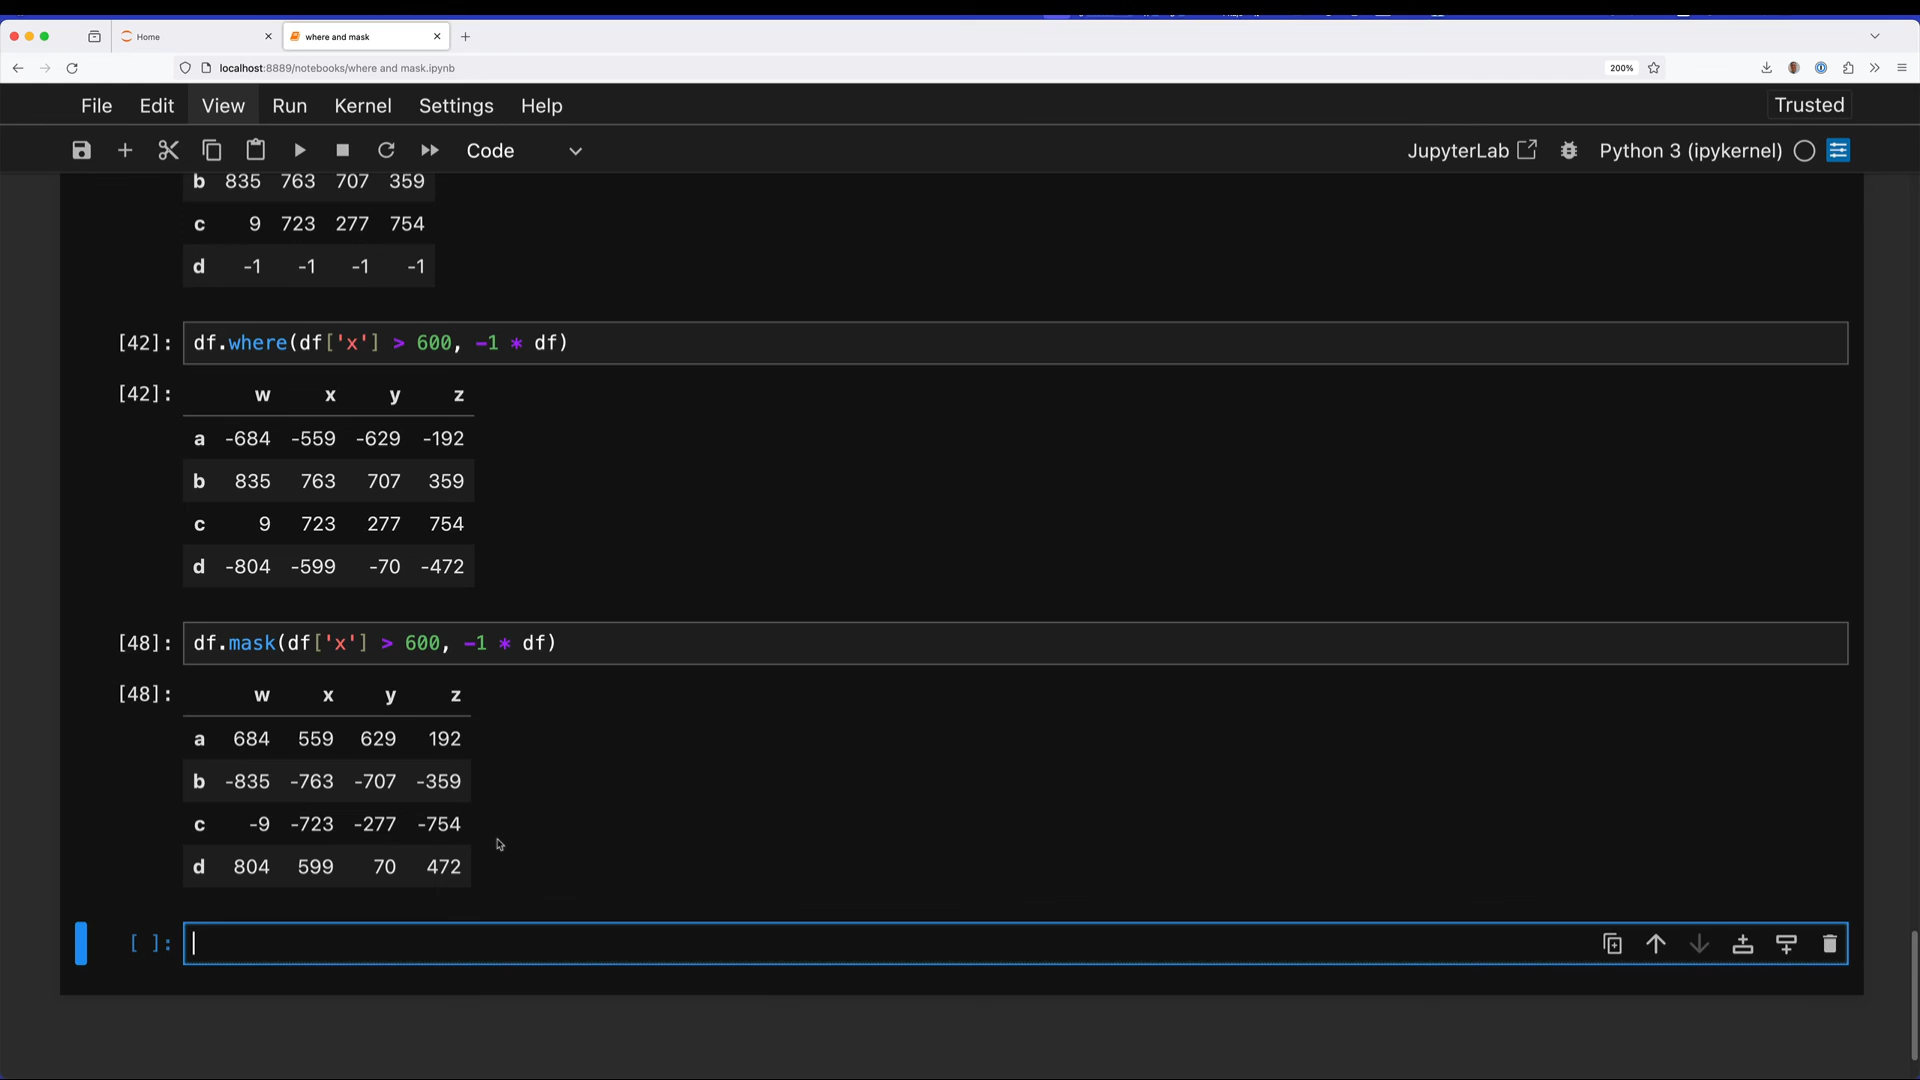 Home
where and mask
localhost:8889/notebooks/where and mask.ipynb
200%
File Edit View Run Kernel Settings Help
Trusted
Code
JupyterLab
Python 3 (ipykernel)
b 835 763 707 359
c 9 723 277 754
d -1 -1 -1 -1
[42]: df.where(df['x'] > 600, -1 * df)
[42]: w x y z
a -684 -559 -629 -192
b 835 763 707 359
c 9 723 277 754
d -804 -599 -70 -472
[48]: df.mask(df['x'] > 600, -1 * df)
[48]: w x y z
a 684 559 629 192
b -835 -763 -707 -359
c -9 -723 -277 -754
d 804 599 70 472
[ ]: